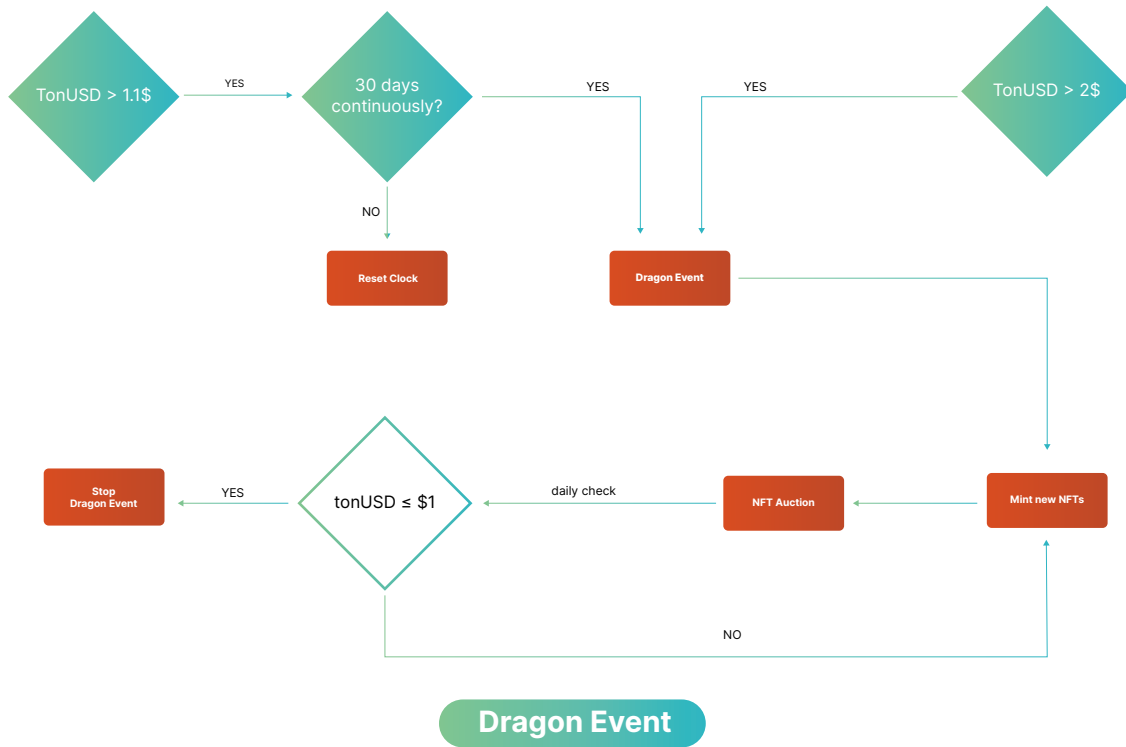 TonUSD > 1.1$
YES
30 days
continuously?
YES
YES
TonUSD > 2$
NO
Reset Clock
Dragon Event
Stop
Dragon Event
YES
tonUSD ≤ $1
daily check
NFT Auction
Mint new NFTs
NO
Dragon Event